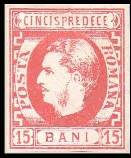 CINCISPREDECE
POSTA
ROMANA
15 BANI 15